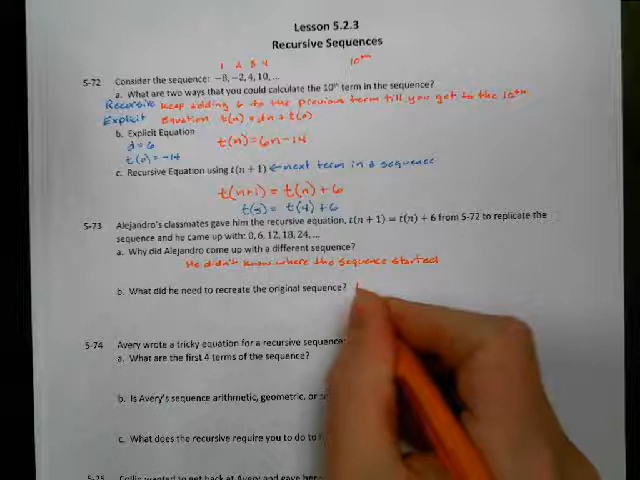 Lesson 5.2.3
Recursive Sequences
1 2 3 4 10th
5-72 Consider the sequence: −8, −2, 4, 10, ...
a. What are two ways that you could calculate the 10th term in the sequence?
Recursive keep adding 6 to the previous term till you get to the 10th
Explicit Equation t(n) = dn + t(0)
b. Explicit Equation
d = 6 t(n) = 6n - 14
t(0) = -14
c. Recursive Equation using t(n + 1) ← next term in a sequence
t(n+1) = t(n) + 6
t(5) = t(4) + 6
5-73 Alejandro's classmates gave him the recursive equation, t(n + 1) = t(n) + 6 from 5-72 to replicate the
sequence and he came up with: 0, 6, 12, 18, 24, ...
a. Why did Alejandro come up with a different sequence?
He didn't know where the sequence started
b. What did he need to recreate the original sequence?
5-74 Avery wrote a tricky equation for a recursive sequence:
a. What are the first 4 terms of the sequence?
b. Is Avery's sequence arithmetic, geometric, or
c. What does the recursive require you to do to